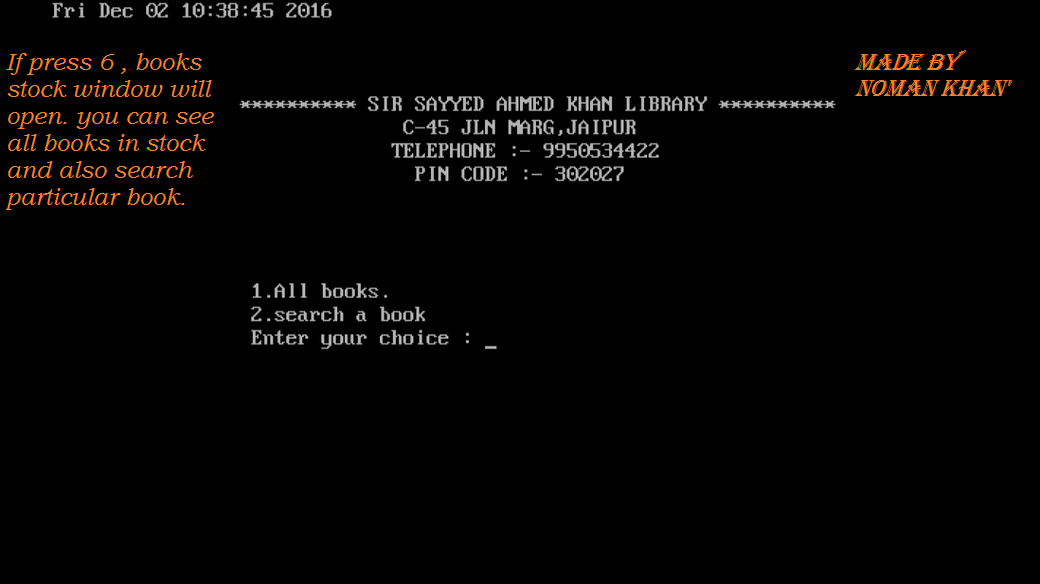 Fri Dec 02 10:38:45 2016
If press 6 , books
stock window will
open. you can see
all books in stock
and also search
particular book.
MADE BY
NOMAN KHAN'
********** SIR SAYYED AHMED KHAN LIBRARY **********
C-45 JLN MARG,JAIPUR
TELEPHONE :- 9950534422
PIN CODE :- 302027
1.All books.
2.search a book
Enter your choice : _